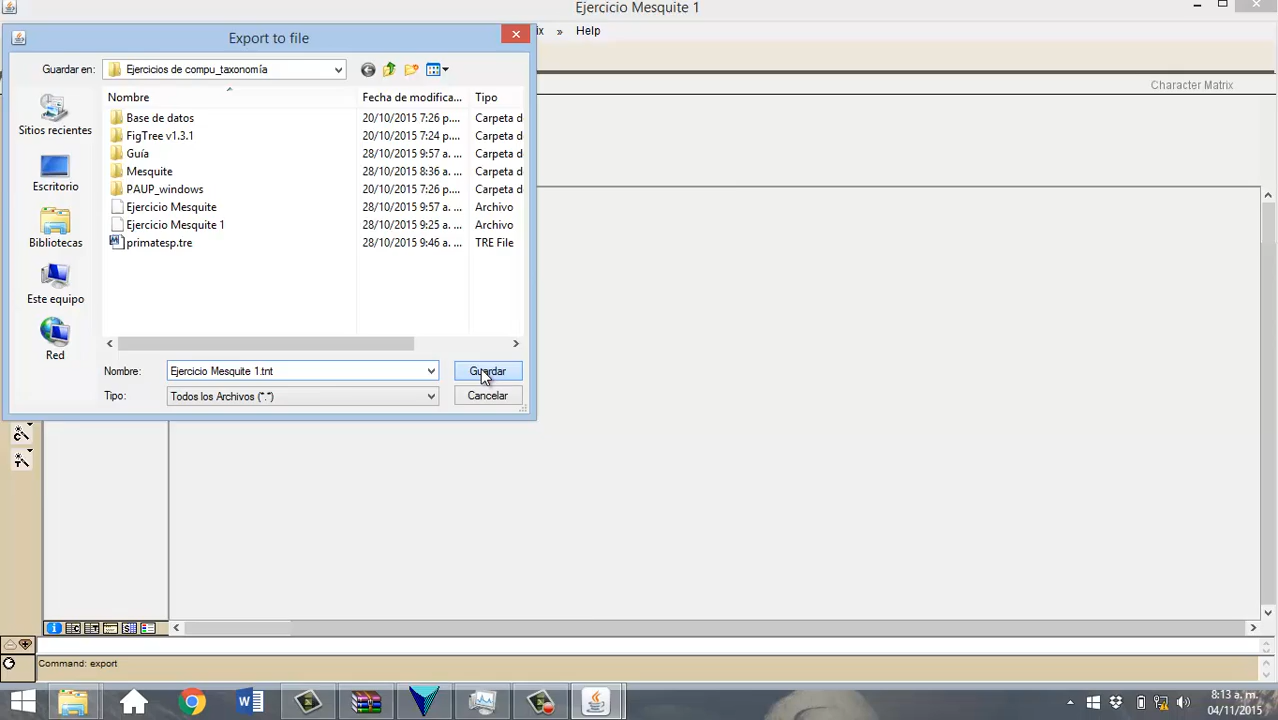 Ejercicio Mesquite 1
Export to file
ix » Help
Guardar en:
Ejercicios de compu_taxonomía
Character Matrix
Nombre
Fecha de modifica...
Tipo
Sitios recientes
Escritorio
Bibliotecas
Este equipo
Red
Base de datos 20/10/2015 7:26 p.... Carpeta d
FigTree v1.3.1 20/10/2015 7:24 p.... Carpeta d
Guía 28/10/2015 9:57 a. ... Carpeta d
Mesquite 28/10/2015 8:36 a. ... Carpeta d
PAUP_windows 20/10/2015 7:26 p.... Carpeta d
Ejercicio Mesquite 28/10/2015 9:57 a. ... Archivo
Ejercicio Mesquite 1 28/10/2015 9:25 a. ... Archivo
primatesp.tre 28/10/2015 9:46 a. ... TRE File
Nombre: Ejercicio Mesquite 1.tnt Guardar
Tipo: Todos los Archivos (*.*) Cancelar
Command: export
8:13 a. m.
04/11/2015